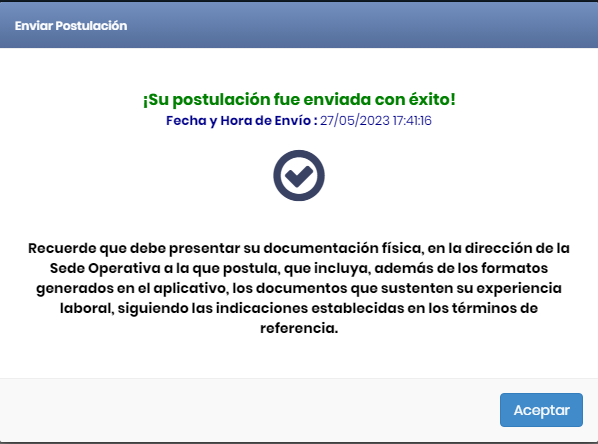 Enviar Postulación
¡Su postulación fue enviada con éxito!
Fecha y Hora de Envío : 27/05/2023 17:41:16
Recuerde que debe presentar su documentación física, en la dirección de la
Sede Operativa a la que postula, que incluya, además de los formatos
generados en el aplicativo, los documentos que sustenten su experiencia
laboral, siguiendo las indicaciones establecidas en los términos de
referencia.
Aceptar